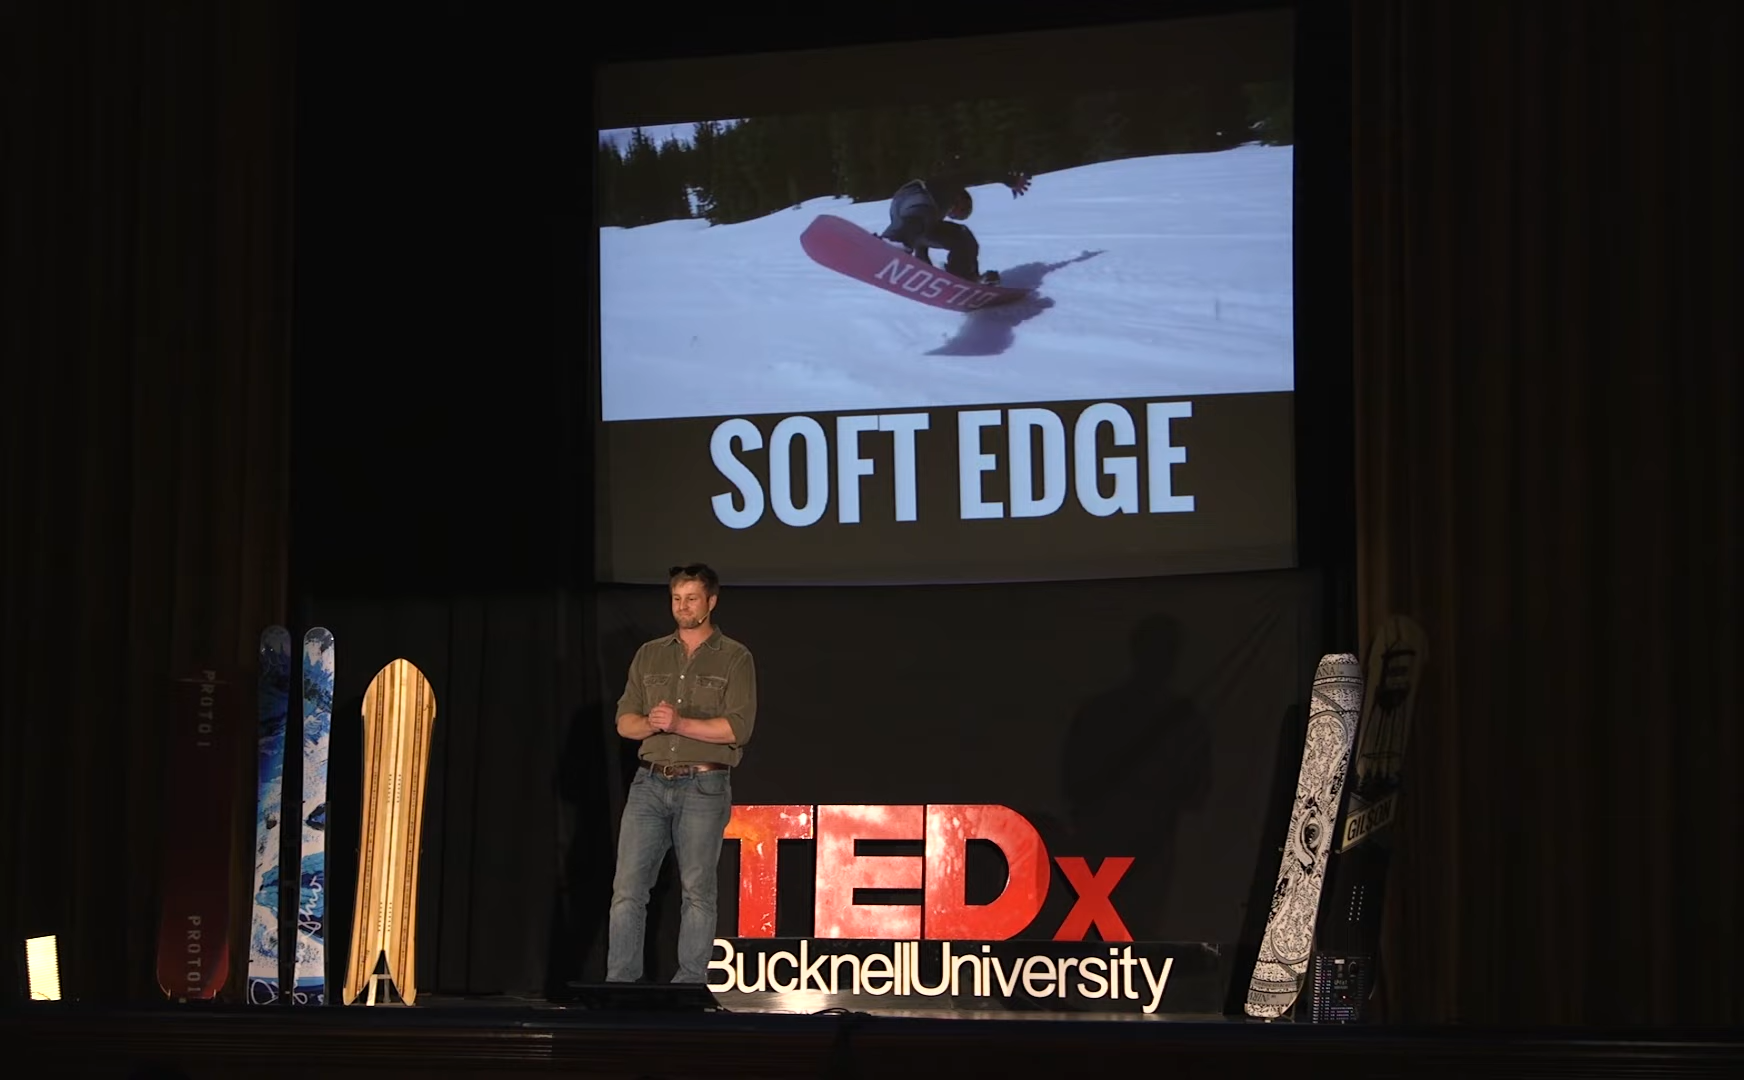 GILSON
SOFT EDGE
PROTO1
PROTO1
GILSON
TEDx
BucknellUniversity